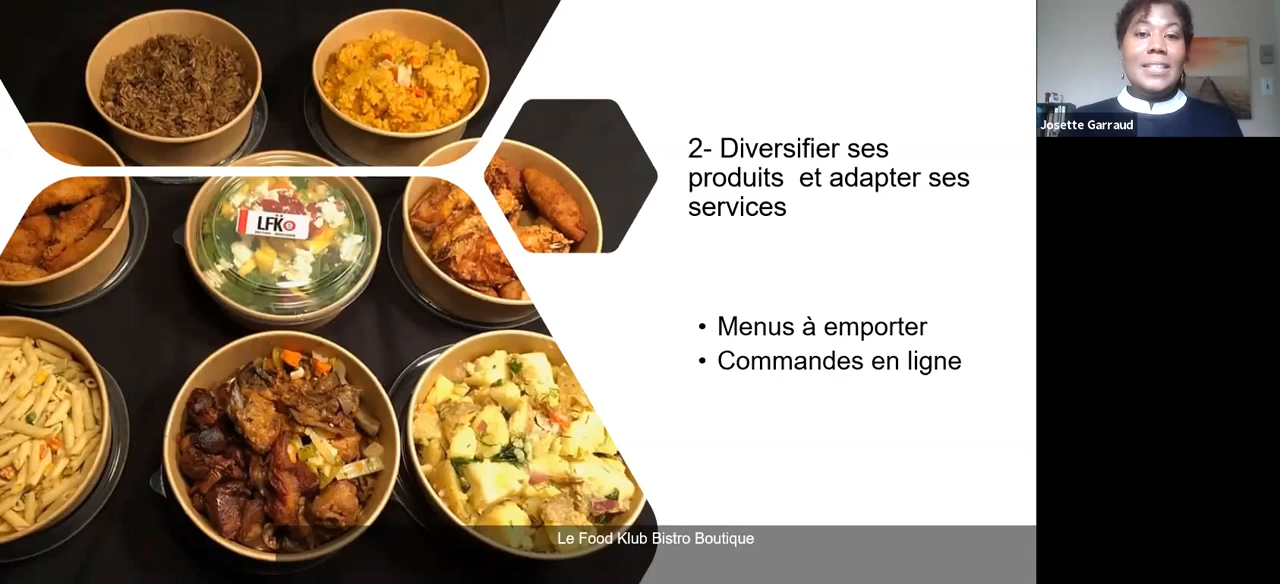 2- Diversifier ses
produits  et adapter ses
services
• Menus à emporter
• Commandes en ligne
LFK
Le Food Klub Bistro Boutique
Josette Garraud